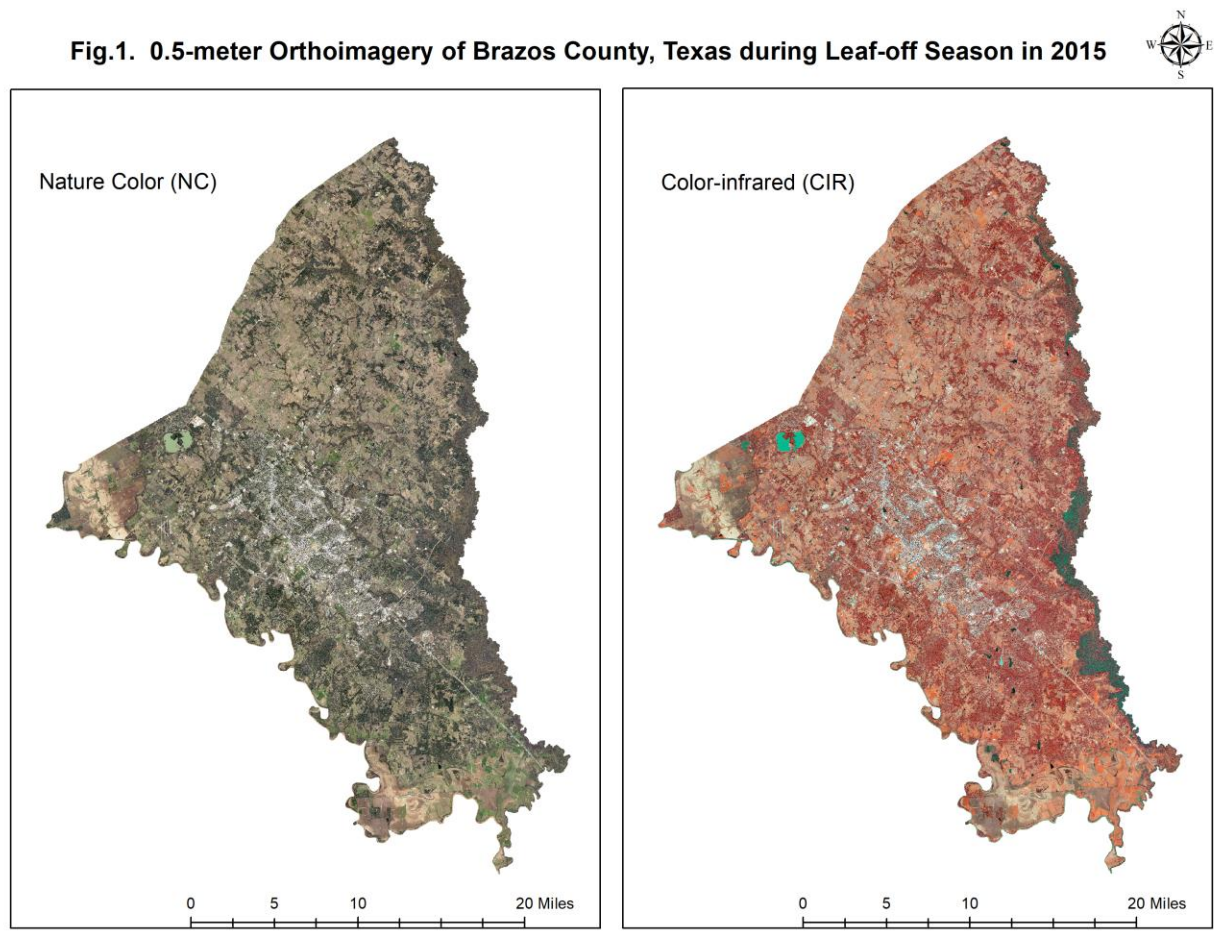 Fig.1.  0.5-meter Orthoimagery of Brazos County, Texas during Leaf-off Season in 2015
N
W E
S
Nature Color (NC)
0 5 10 20 Miles
Color-infrared (CIR)
0 5 10 20 Miles